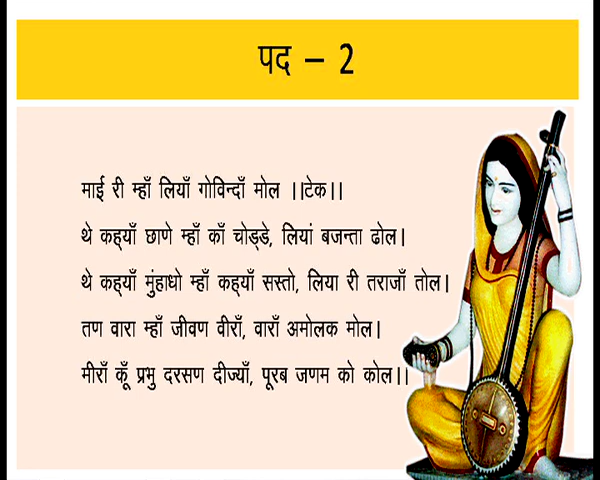 पद – 2
माई री म्हाँ लियाँ गोविन्दाँ मोल ।।टेक।।
थे कह्याँ छाणे म्हाँ काँ चोड्डे, लियां बजन्ता ढोल।
थे कह्याँ मुंहाधो म्हाँ कह्याँ सस्तो, लिया री तराजाँ तोल।
तण वारा म्हाँ जीवण वीराँ, वाराँ अमोलक मोल।
मीराँ कूँ प्रभु दरसण दीज्याँ, पूरब जणम को कोल।।